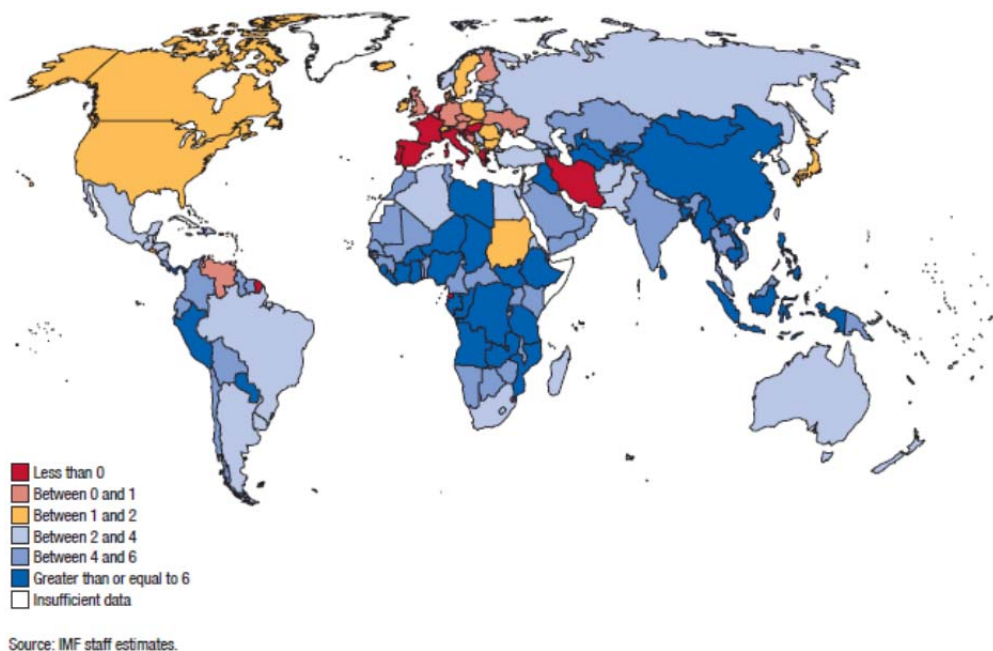 Less than 0
Between 0 and 1
Between 1 and 2
Between 2 and 4
Between 4 and 6
Greater than or equal to 6
Insufficient data
Source: IMF staff estimates.